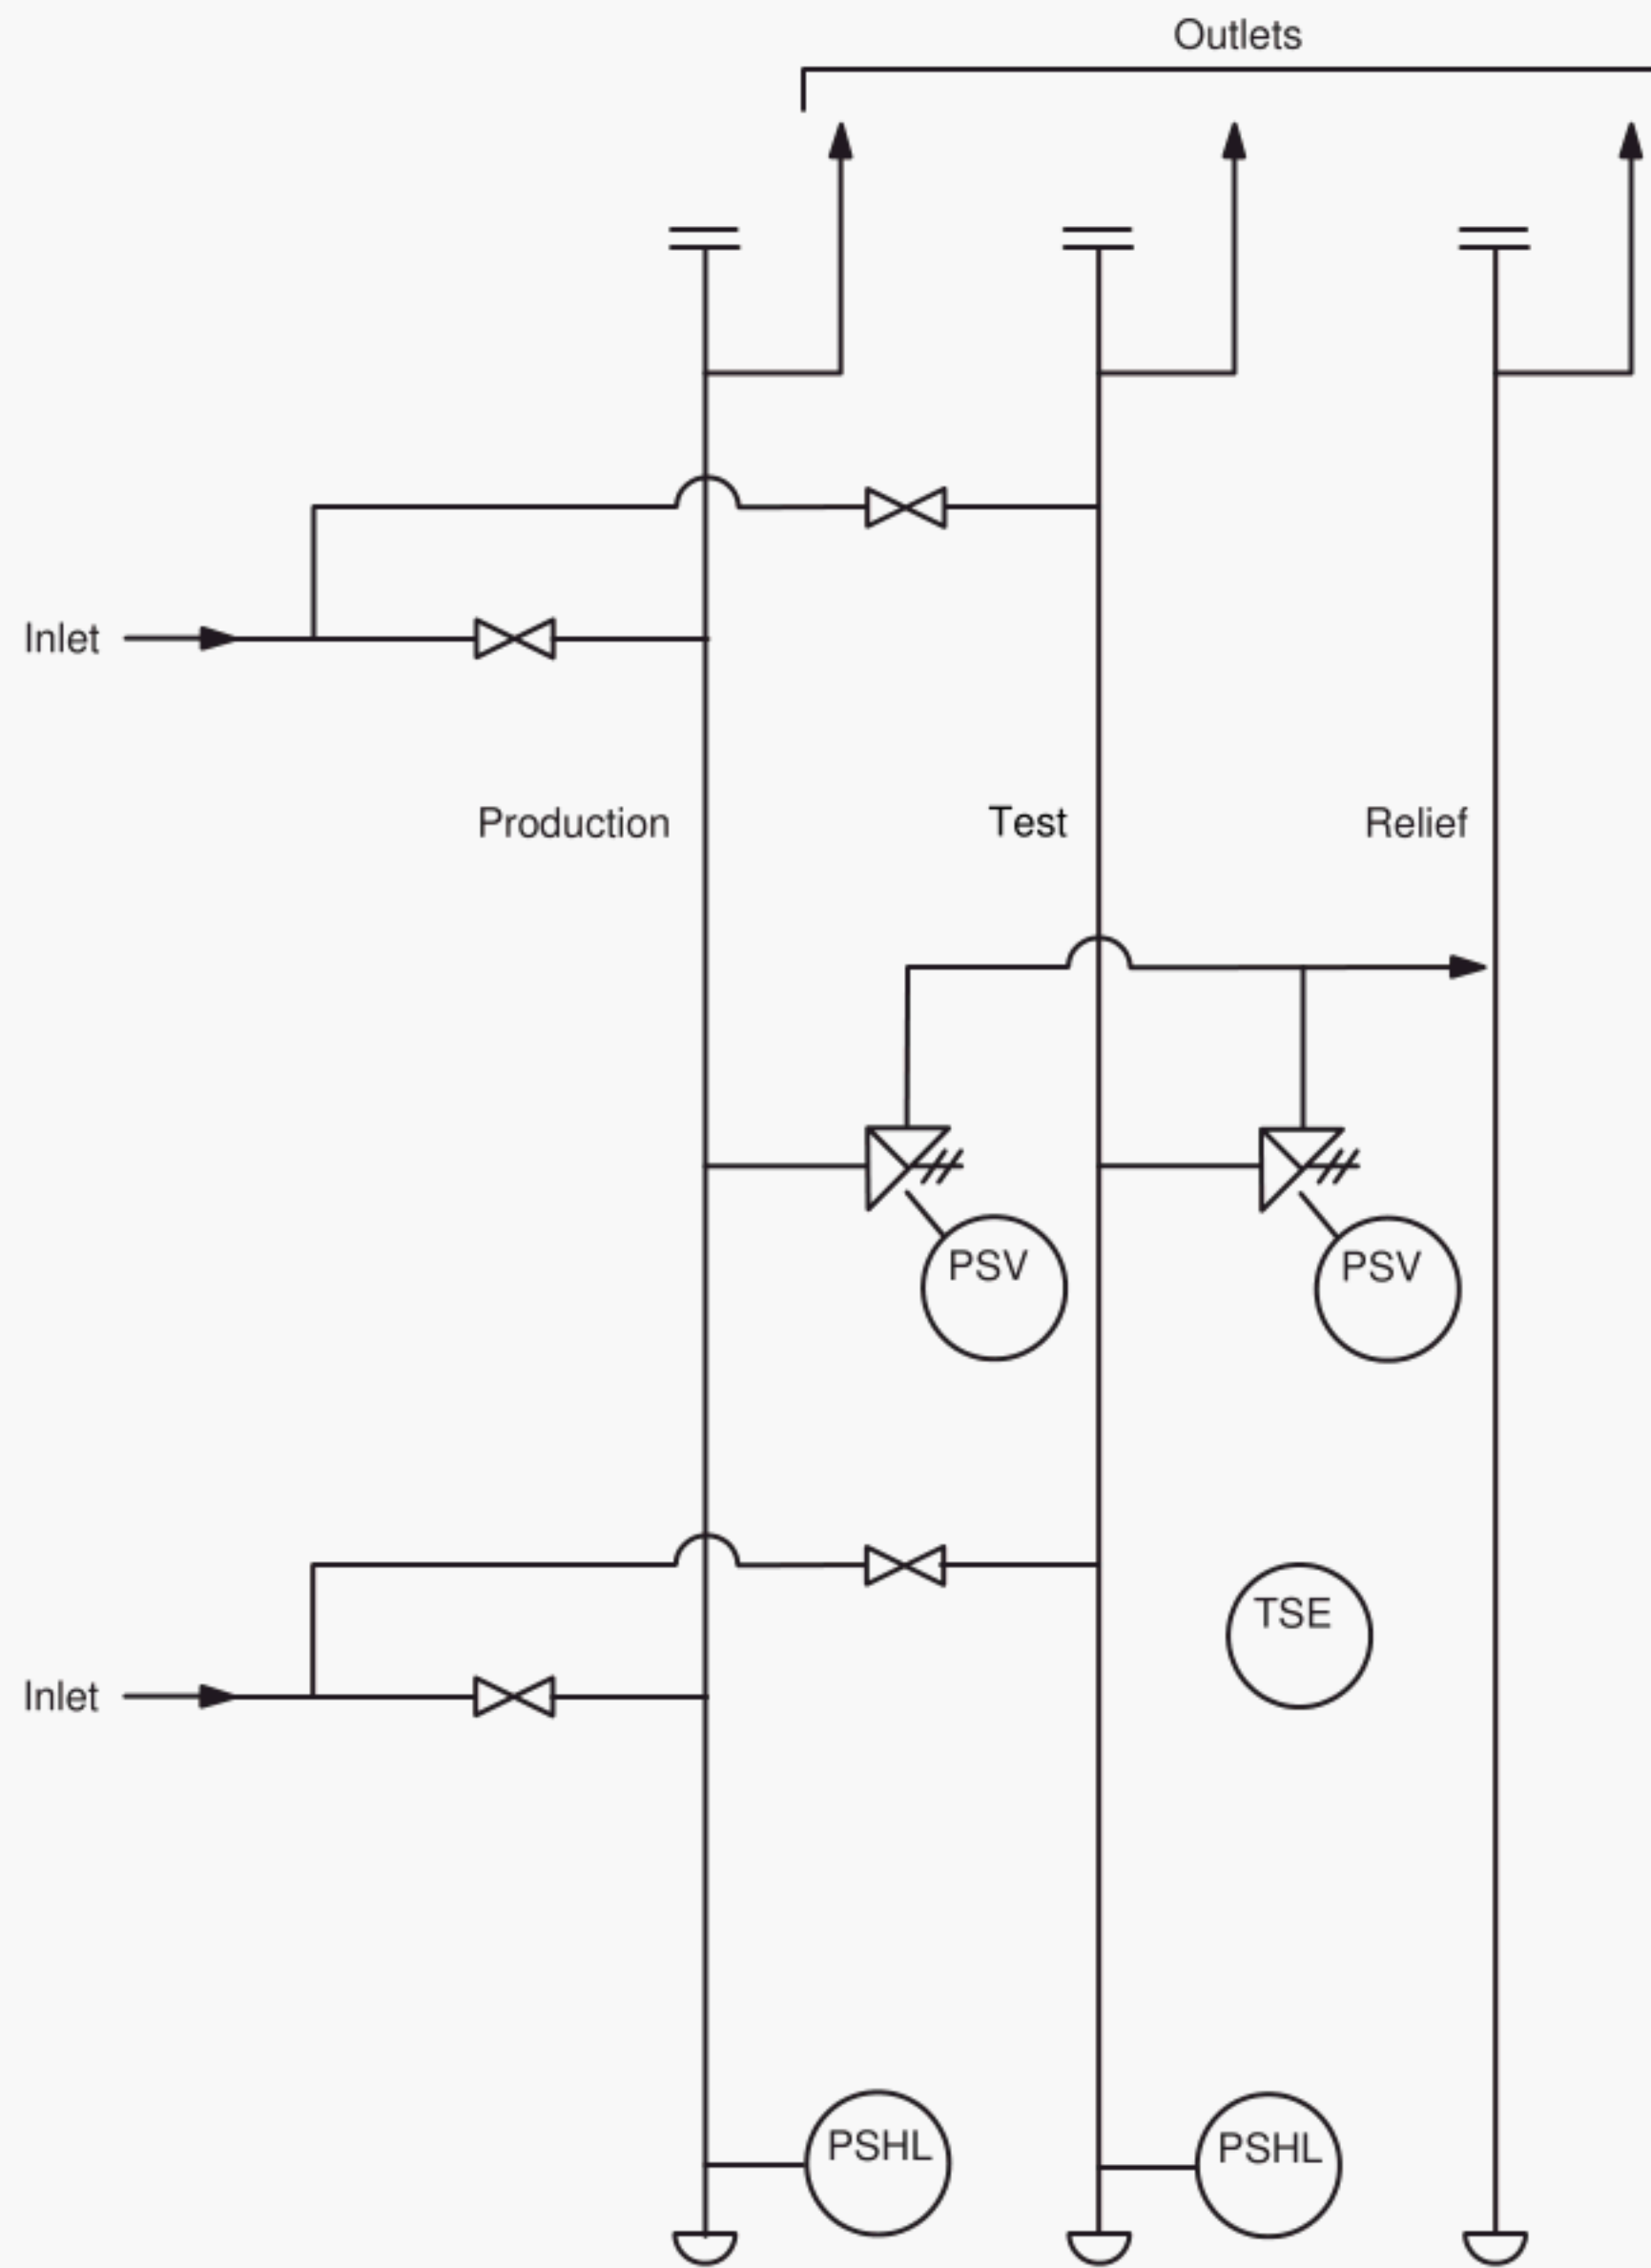 Outlets
Inlet
Production
Test
Relief
PSV
PSV
TSE
Inlet
PSHL
PSHL